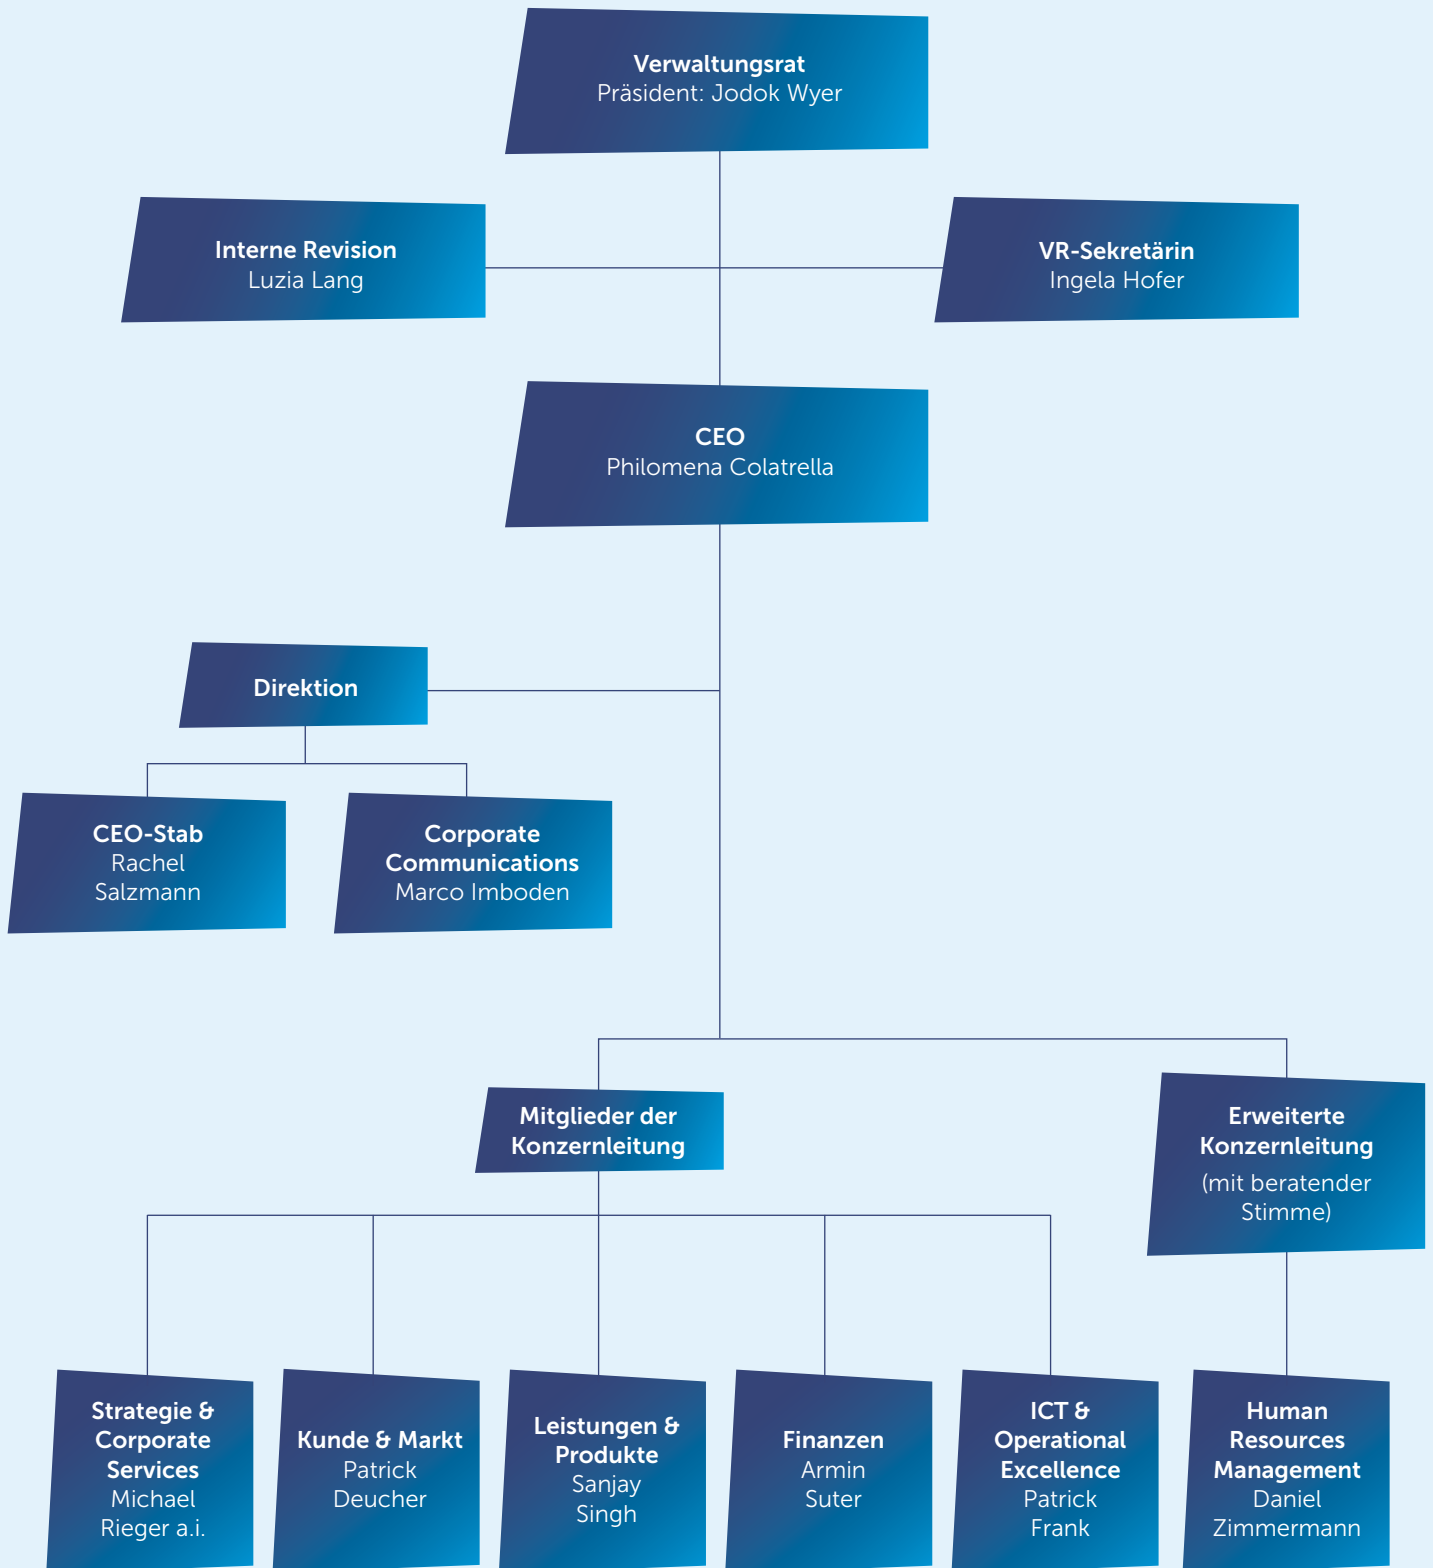 Verwaltungsrat
Präsident: Jodok Wyer
Interne Revision
Luzia Lang
VR-Sekretärin
Ingela Hofer
CEO
Philomena Colatrella
Direktion
CEO-Stab
Rachel
Salzmann
Corporate
Communications
Marco Imboden
Mitglieder der
Konzernleitung
Erweiterte
Konzernleitung
(mit beratender
Stimme)
Strategie &
Corporate
Services
Michael
Rieger a.i.
Kunde & Markt
Patrick
Deucher
Leistungen &
Produkte
Sanjay
Singh
Finanzen
Armin
Suter
ICT &
Operational
Excellence
Patrick
Frank
Human
Resources
Management
Daniel
Zimmermann